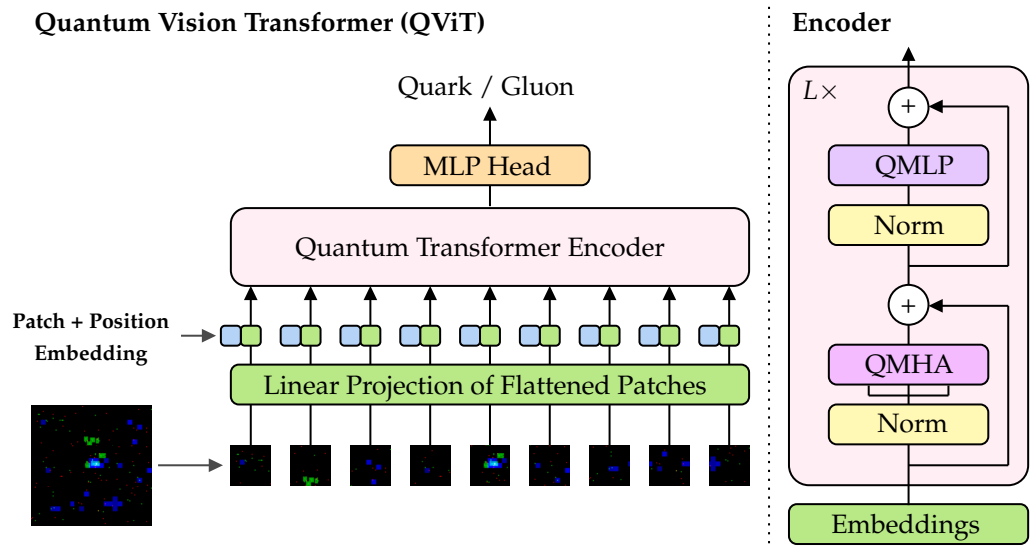 Quantum Vision Transformer (QViT)
Quark / Gluon
MLP Head
Quantum Transformer Encoder
Patch + Position
Embedding
Linear Projection of Flattened Patches
Encoder
L×
+
QMLP
Norm
+
QMHA
Norm
Embeddings